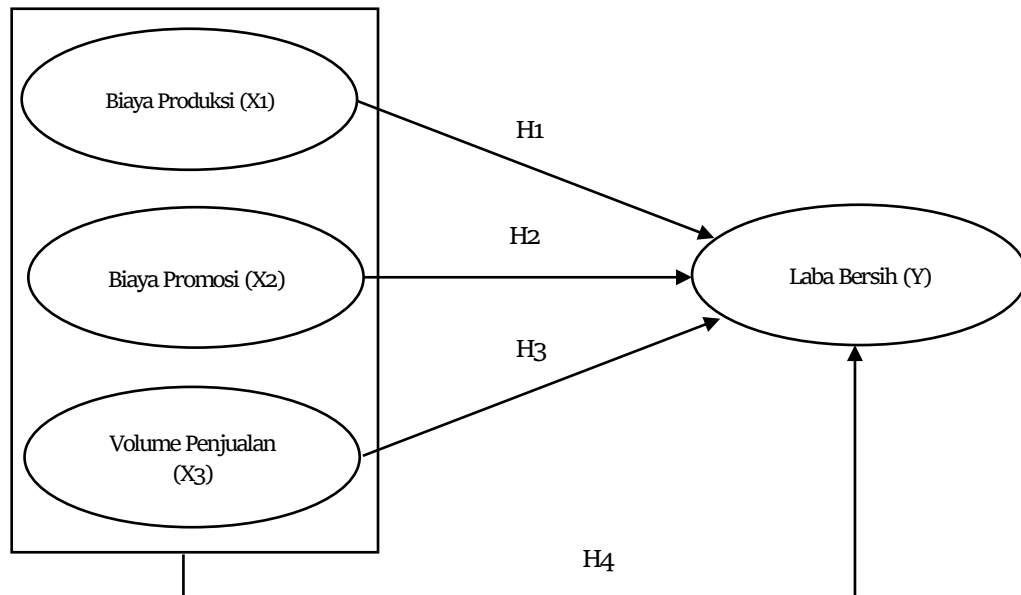 Biaya Produksi (X1)
H1
Biaya Promosi (X2)
H2
Laba Bersih (Y)
H3
Volume Penjualan
(X3)
H4